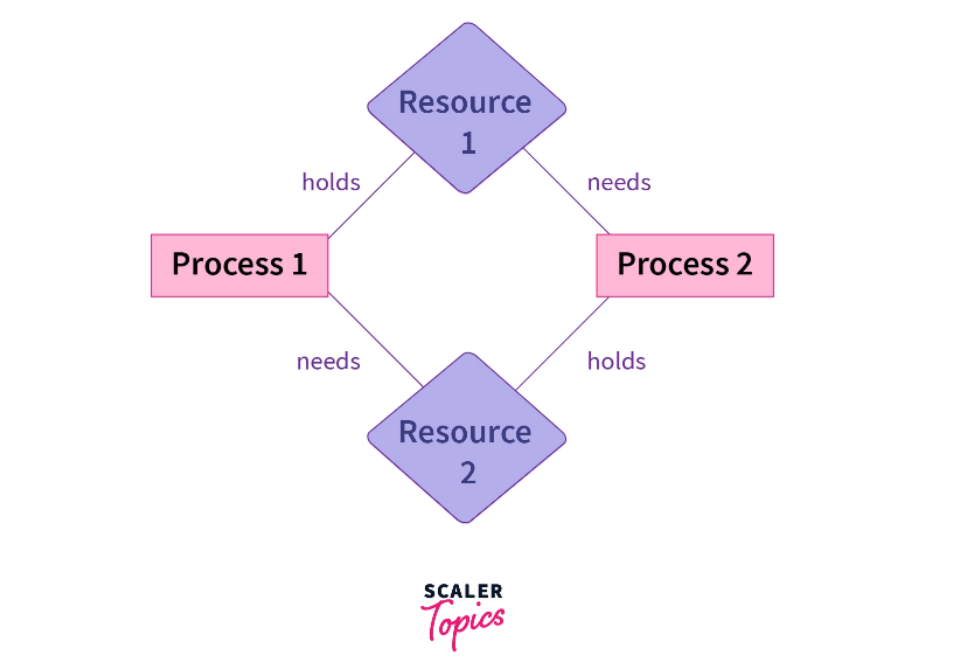 Resource
1
holds
needs
Process 1
Process 2
needs
holds
Resource
2
SCALER
Topics